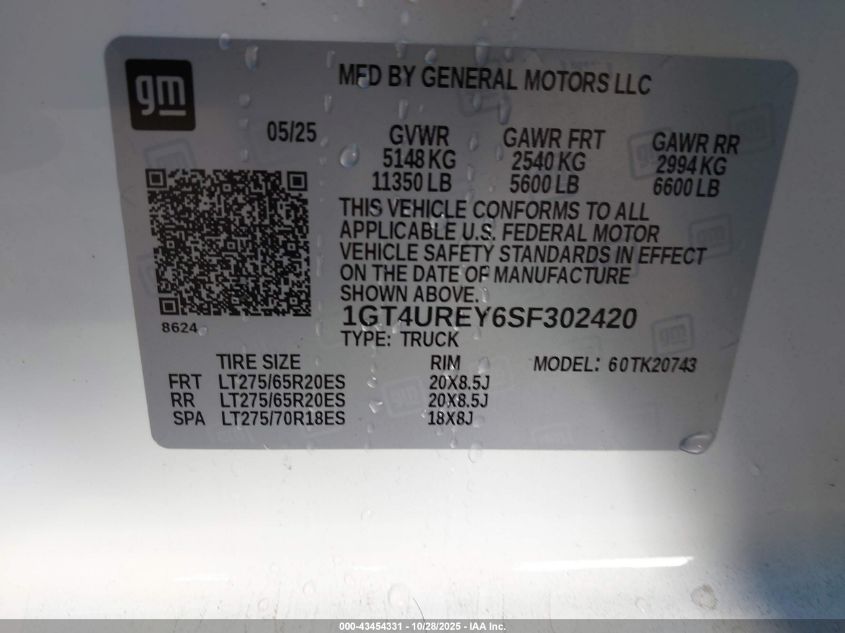 gm
MFD BY GENERAL MOTORS LLC
05/25
GVWR GAWR FRT GAWR RR
5148 KG 2540 KG 2994 KG
11350 LB 5600 LB 6600 LB
THIS VEHICLE CONFORMS TO ALL
APPLICABLE U.S. FEDERAL MOTOR
VEHICLE SAFETY STANDARDS IN EFFECT
ON THE DATE OF MANUFACTURE
SHOWN ABOVE.
8624
1GT4UREY6SF302420
TYPE: TRUCK
TIRE SIZE RIM MODEL: 60TK20743
FRT LT275/65R20ES 20X8.5J
RR LT275/65R20ES 20X8.5J
SPA LT275/70R18ES 18X8J
000-43454331 - 10/28/2025 - IAA Inc.